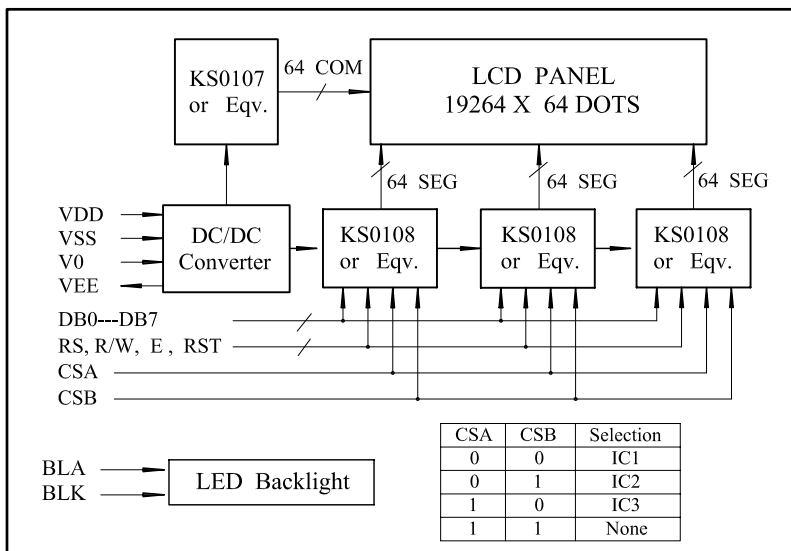 KS0107
or Eqv.
64 COM
LCD PANEL
19264 X 64 DOTS
64 SEG
64 SEG
64 SEG
VDD
VSS
V0
VEE
DC/DC
Converter
KS0108
or Eqv.
KS0108
or Eqv.
KS0108
or Eqv.
DB0---DB7
RS, R/W, E , RST
CSA
CSB
BLA
BLK
LED Backlight
CSA CSB Selection
0 0 IC1
0 1 IC2
1 0 IC3
1 1 None